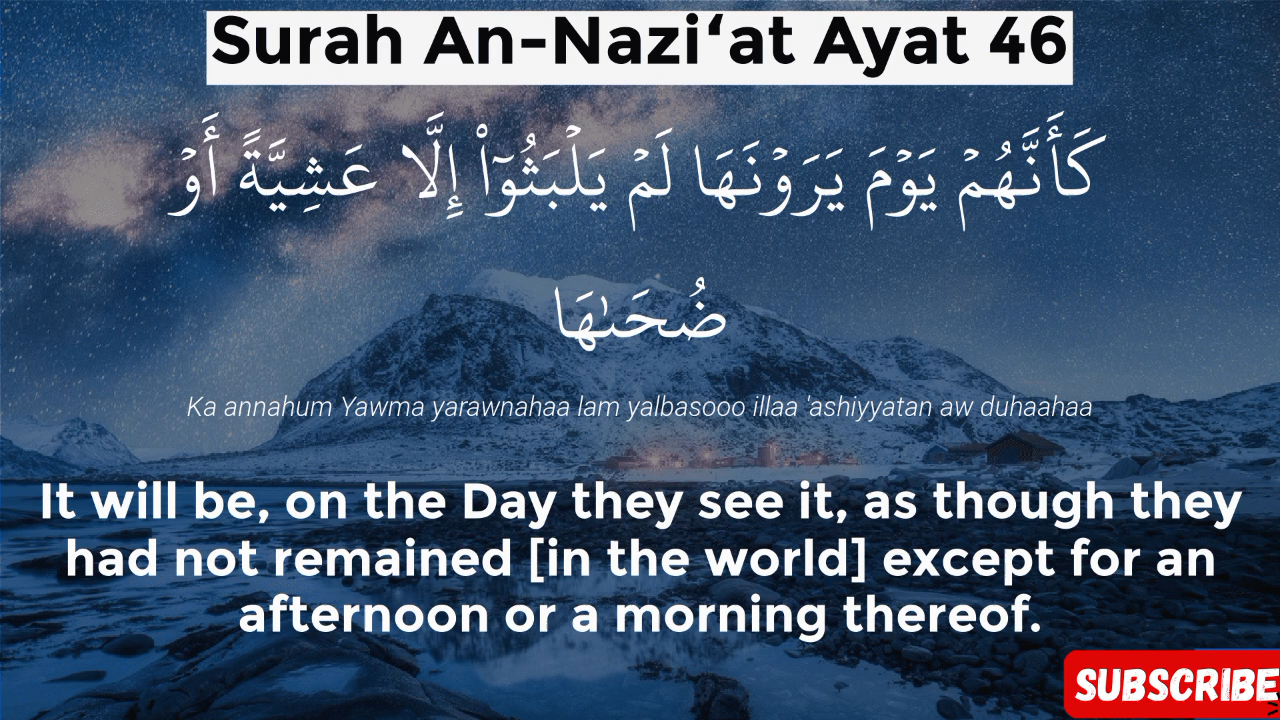 Surah An-Nazi‘at Ayat 46
كَأَنَّهُمۡ يَوۡمَ يَرَوۡنَهَا لَمۡ يَلۡبَثُوٓاْ إِلَّا عَشِيَّةً أَوۡ
ضُحَىٰهَا
Ka annahum Yawma yarawnahaa lam yalbasooo illaa 'ashiyyatan aw duhaahaa
It will be, on the Day they see it, as though they
had not remained [in the world] except for an
afternoon or a morning thereof.
SUBSCRIBE